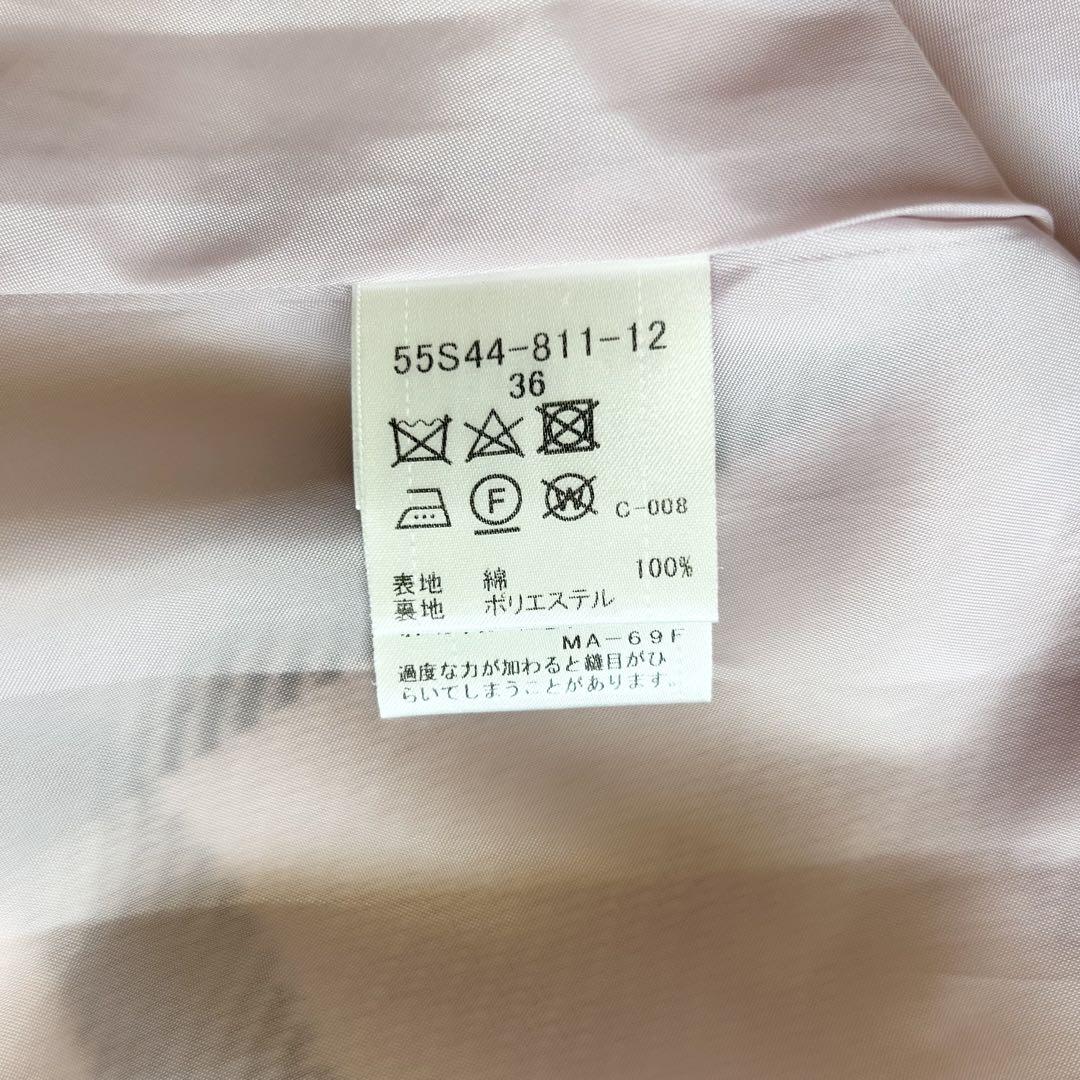 55S44-811-12
36
F W C-008
表地 綿 100%
裏地 ポリエステル
MA-69F
過度な力が加わると縫目がひ
らいてしまうことがあります。